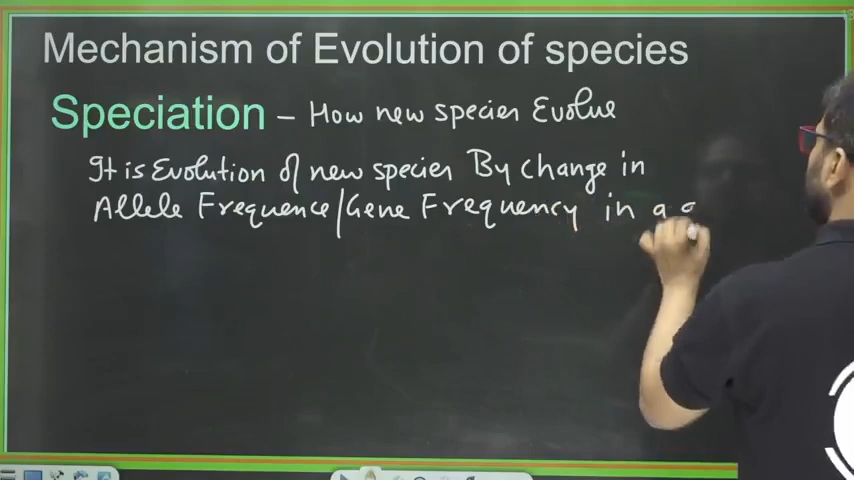 Mechanism of Evolution of species
Speciation – How new species Evolve
It is Evolution of new species By change in
Allele Frequence/Gene Frequency in a